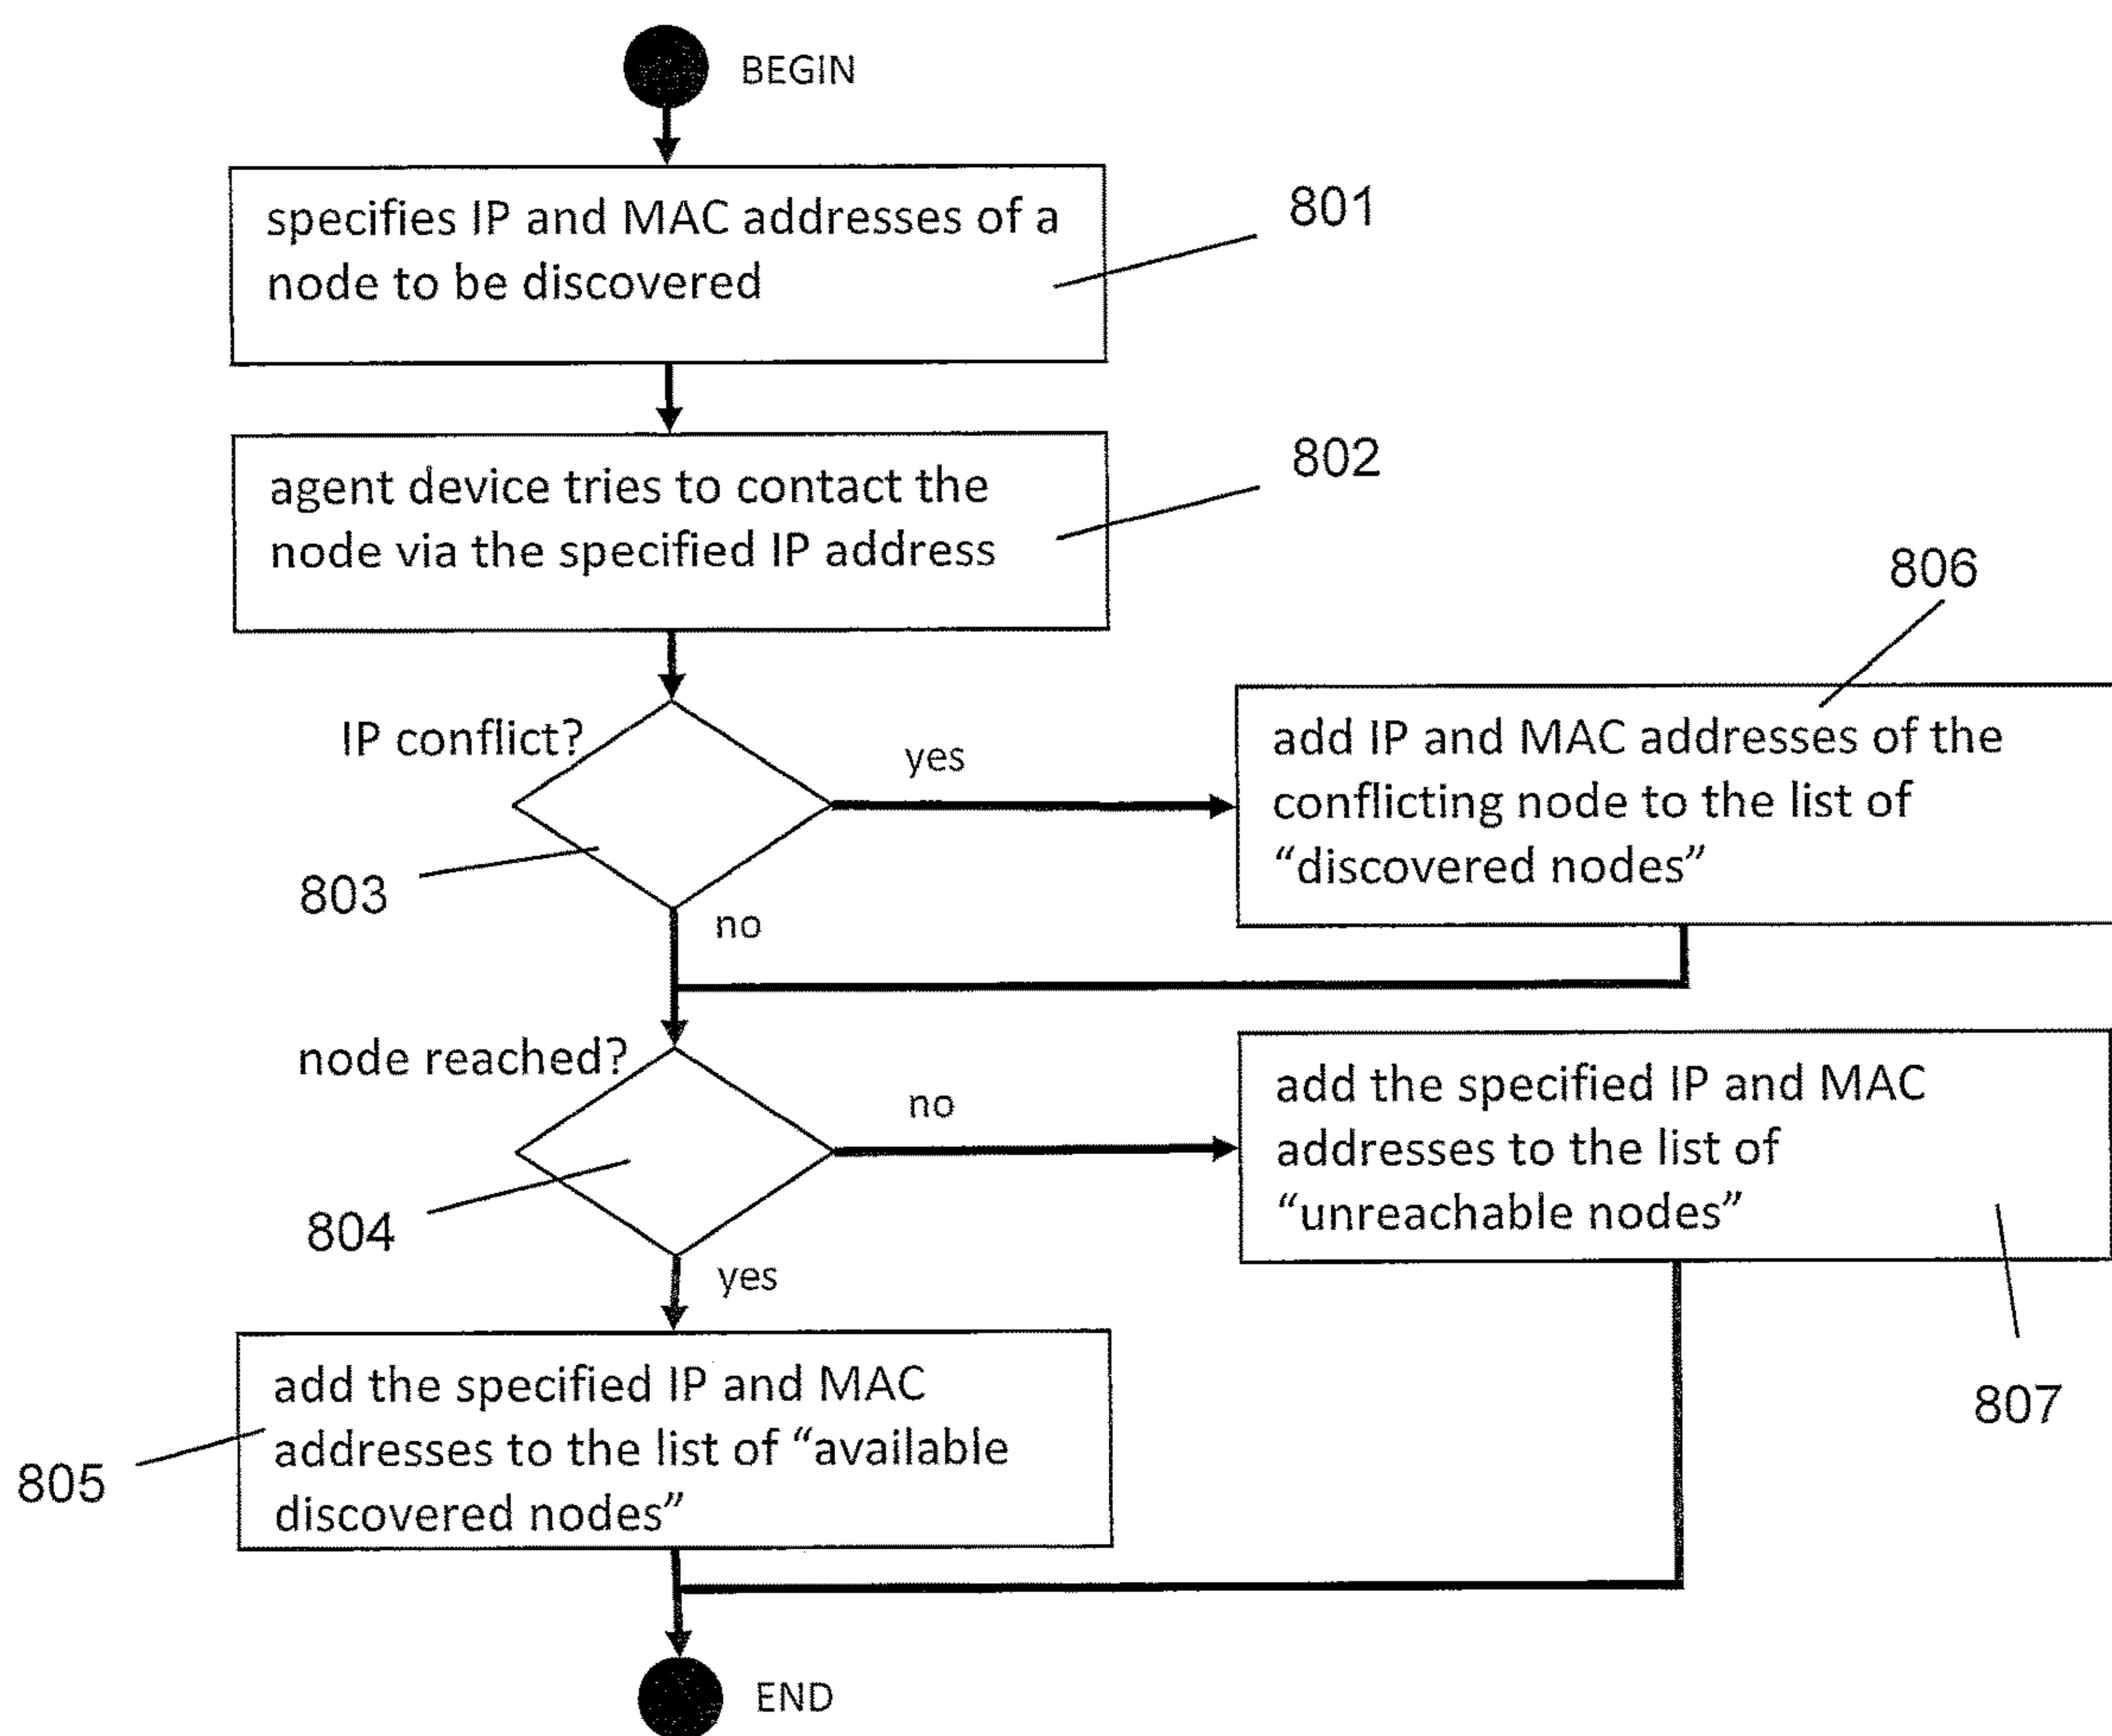 BEGIN
specifies IP and MAC addresses of a
node to be discovered
801
agent device tries to contact the
node via the specified IP address
802
806
IP conflict?
yes
add IP and MAC addresses of the
conflicting node to the list of
“discovered nodes”
803
no
node reached?
no
add the specified IP and MAC
addresses to the list of
“unreachable nodes”
804
yes
807
add the specified IP and MAC
addresses to the list of “available
discovered nodes”
805
END